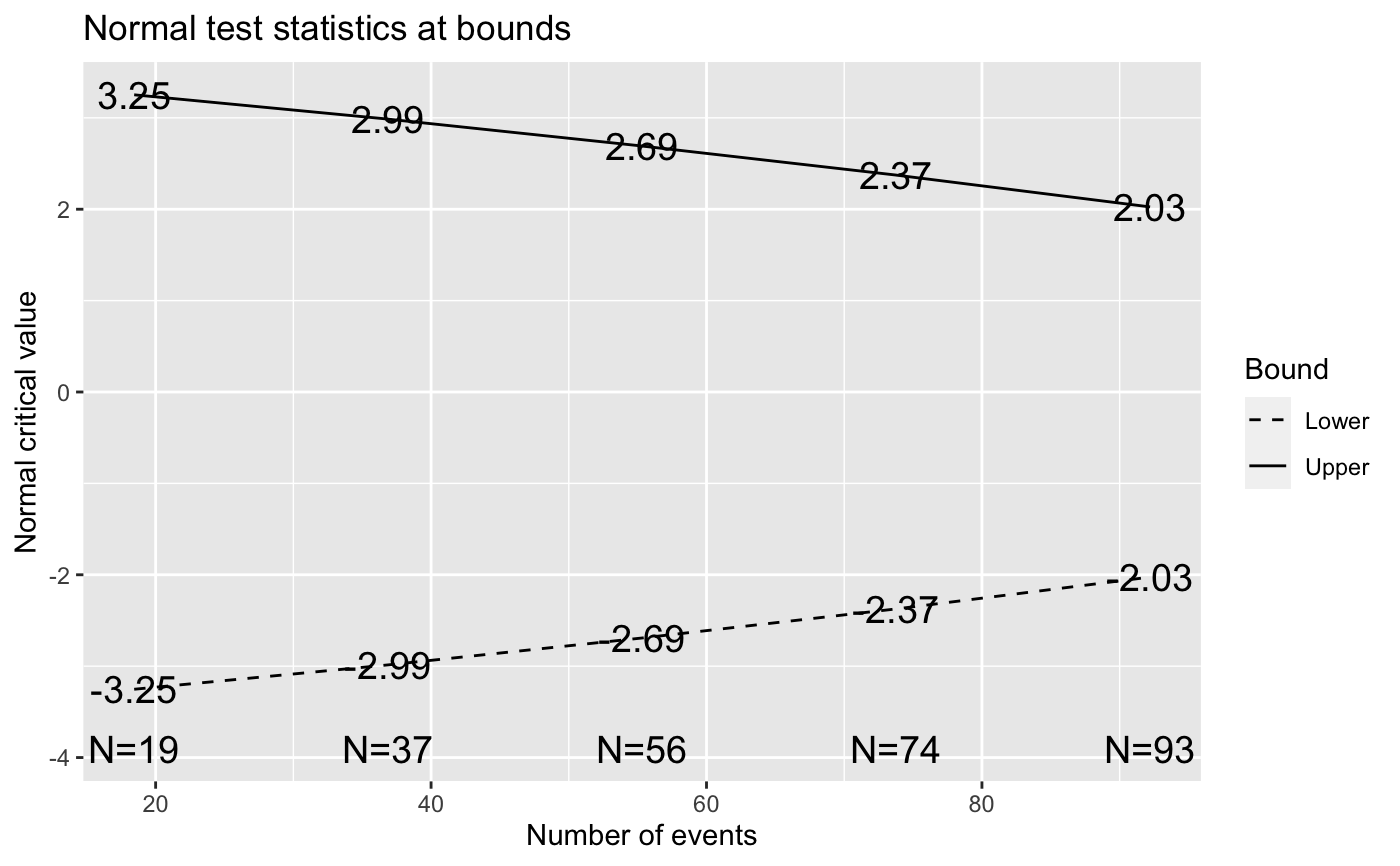 Normal test statistics at bounds
Normal critical value
2
0
-2
-4
3.25
2.99
2.69
2.37
2.03
-3.25
-2.99
-2.69
-2.37
-2.03
N=19 N=37 N=56 N=74 N=93
20 40 60 80
Number of events
Bound
Lower
Upper